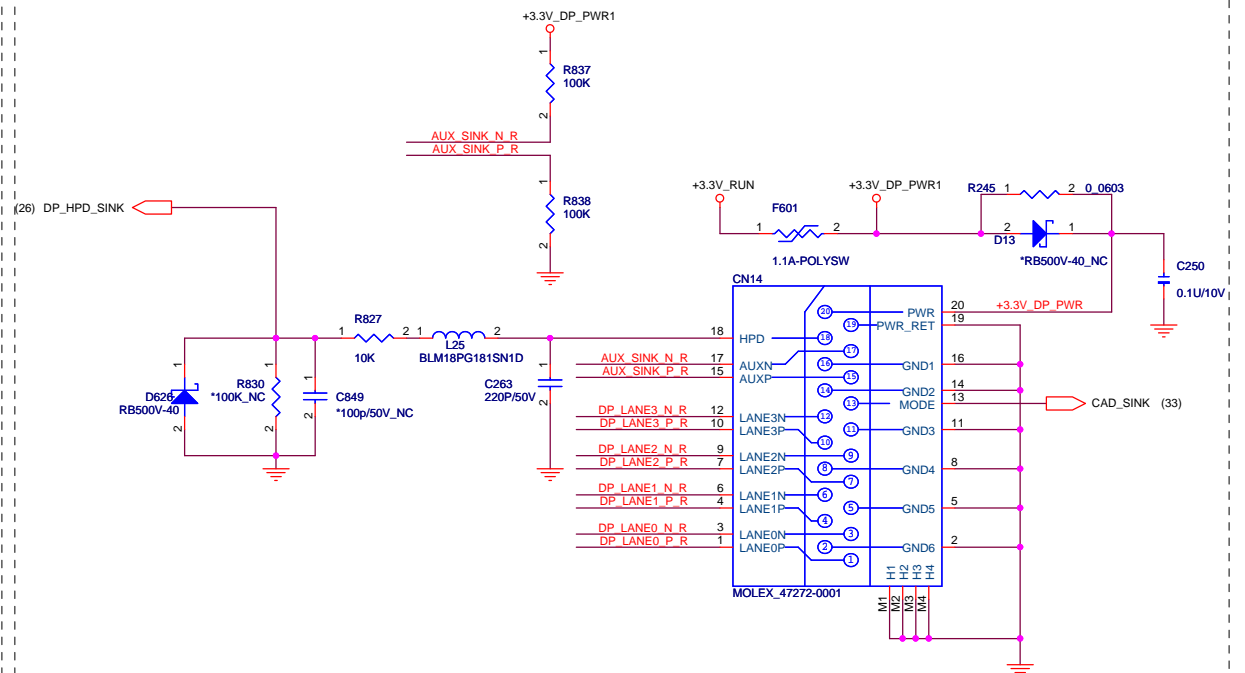 +3.3V_DP_PWR1
1
R837
100K
2
AUX_SINK_N_R
AUX_SINK_P_R
1
R838
100K
2
(26) DP_HPD_SINK
+3.3V_RUN
+3.3V_DP_PWR1
R245 1 2 0_0603
F601
1 2
1.1A-POLYSW
2 1
D13
*RB500V-40_NC
C250
0.1U/10V
CN14
+3.3V_DP_PWR
20 PWR 20
19 PWR_RET 19
R827
1 2
10K
1 2
L25
BLM18PG181SN1D
18 HPD 18
AUX_SINK_N_R 17 AUXN 17
16 GND1 16
AUX_SINK_P_R 15 AUXP 15
14 GND2 14
13 MODE 13
CAD_SINK (33)
1
D626
RB500V-40
2
1
R830
*100K_NC
2
1
C849
*100p/50V_NC
2
1
C263
220P/50V
2
DP_LANE3_N_R 12 LANE3N 12
DP_LANE3_P_R 10 LANE3P 10
11 GND3 11
DP_LANE2_N_R 9 LANE2N 9
DP_LANE2_P_R 7 LANE2P 7
8 GND4 8
DP_LANE1_N_R 6 LANE1N 6
DP_LANE1_P_R 4 LANE1P 4
5 GND5 5
DP_LANE0_N_R 3 LANE0N 3
DP_LANE0_P_R 1 LANE0P 1
2 GND6 2
H1 H2 H3 H4
M1 M2 M3 M4
MOLEX_47272-0001